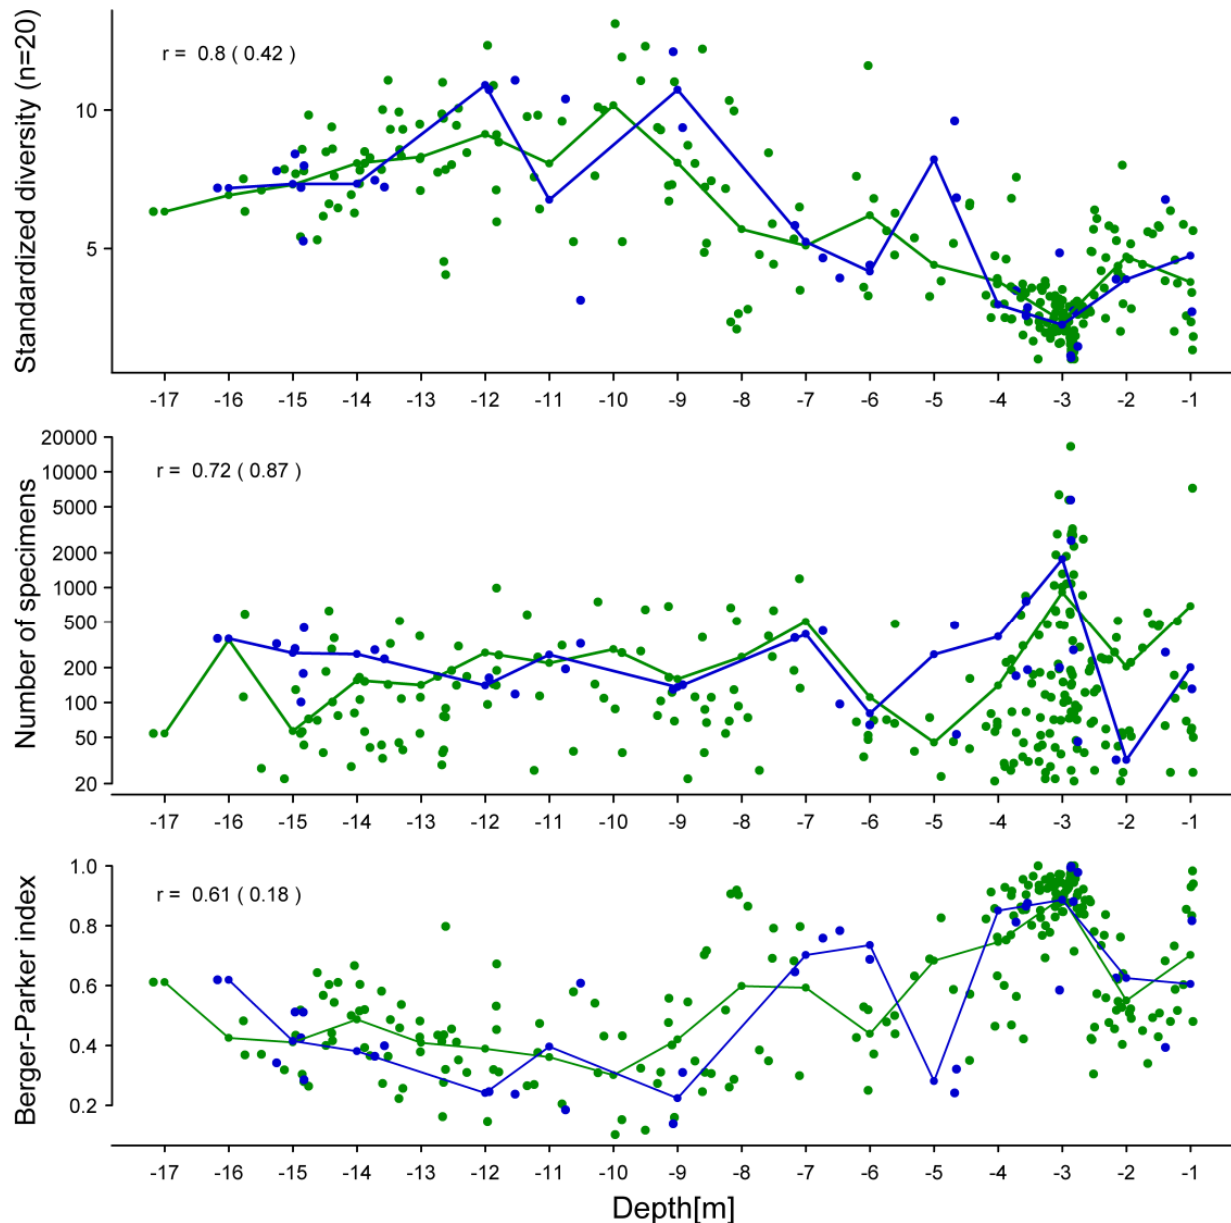 Standardized diversity (n=20)
r = 0.8 ( 0.42 )
10
5
-17 -16 -15 -14 -13 -12 -11 -10 -9 -8 -7 -6 -5 -4 -3 -2 -1
Number of specimens
r = 0.72 ( 0.87 )
20000
10000
5000
2000
1000
500
200
100
50
20
-17 -16 -15 -14 -13 -12 -11 -10 -9 -8 -7 -6 -5 -4 -3 -2 -1
Berger-Parker index
r = 0.61 ( 0.18 )
1.0
0.8
0.6
0.4
0.2
-17 -16 -15 -14 -13 -12 -11 -10 -9 -8 -7 -6 -5 -4 -3 -2 -1
Depth[m]